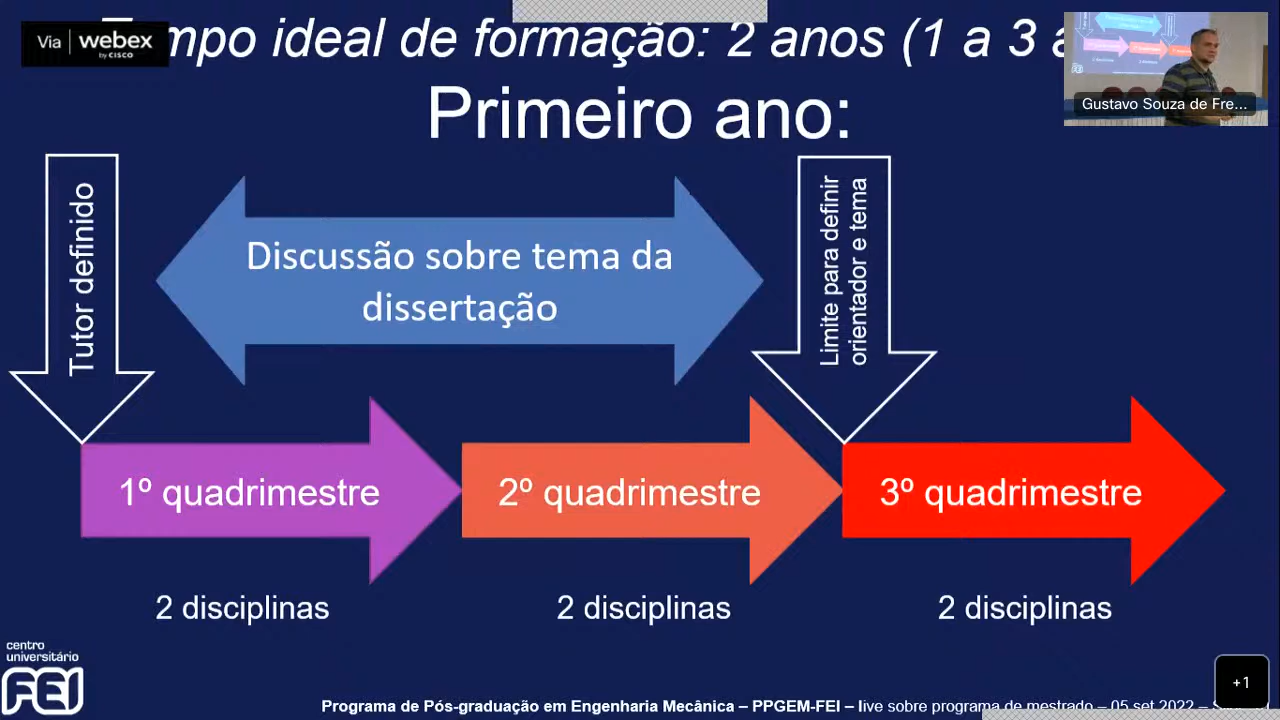 Via webex
by CISCO
mpo ideal de formação: 2 anos (1 a 3
Primeiro ano:
Gustavo Souza de Fre...
Tutor definido
Discussão sobre tema da
dissertação
Limite para definir
orientador e tema
1º quadrimestre
2º quadrimestre
3º quadrimestre
2 disciplinas
2 disciplinas
2 disciplinas
centro
universitário
FEI
Programa de Pós-graduação em Engenharia Mecânica – PPGEM-FEI – live sobre programa de mestrado – 05 set 2022 –
+1